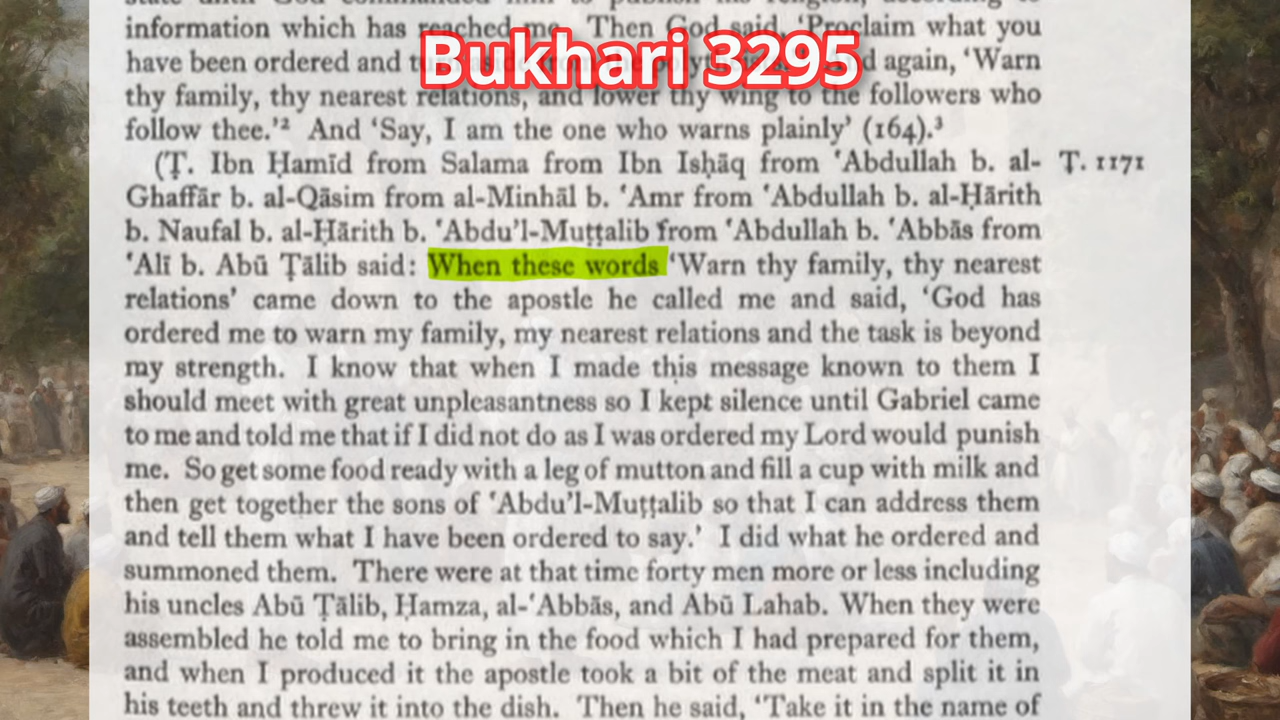 Bukhari 3295
information which has reached me. Then God said, ‘Proclaim what you
have been ordered and again, ‘Warn
thy family, thy nearest relations, and lower thy wing to the followers who
follow thee.’² And ‘Say, I am the one who warns plainly’ (164).³
(Ṭ. Ibn Ḥamīd from Salama from Ibn Isḥāq from ‘Abdullah b. al- Ṭ. 1171
Ghaffār b. al-Qāsim from al-Minhāl b. ‘Amr from ‘Abdullah b. al-Ḥārith
b. Naufal b. al-Ḥārith b. ‘Abdu’l-Muṭṭalib from ‘Abdullah b. ‘Abbās from
‘Alī b. Abū Ṭālib said: When these words ‘Warn thy family, thy nearest
relations’ came down to the apostle he called me and said, ‘God has
ordered me to warn my family, my nearest relations and the task is beyond
my strength. I know that when I made this message known to them I
should meet with great unpleasantness so I kept silence until Gabriel came
to me and told me that if I did not do as I was ordered my Lord would punish
me. So get some food ready with a leg of mutton and fill a cup with milk and
then get together the sons of ‘Abdu’l-Muṭṭalib so that I can address them
and tell them what I have been ordered to say.’ I did what he ordered and
summoned them. There were at that time forty men more or less including
his uncles Abū Ṭālib, Ḥamza, al-‘Abbās, and Abū Lahab. When they were
assembled he told me to bring in the food which I had prepared for them,
and when I produced it the apostle took a bit of the meat and split it in
his teeth and threw it into the dish. Then he said, ‘Take it in the name of